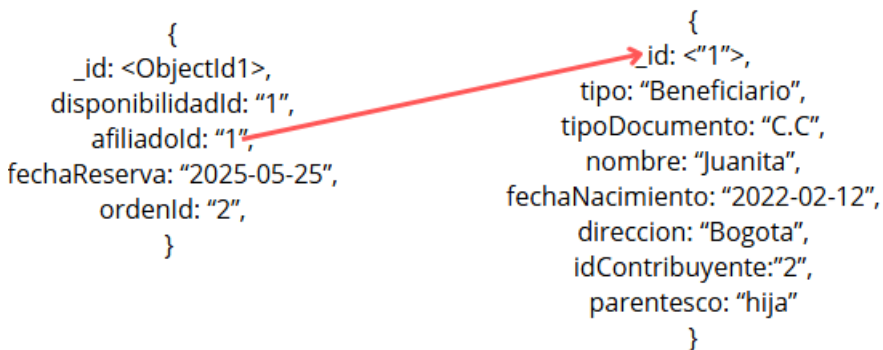 {
_id: <ObjectId1>,
disponibilidadId: “1”,
afiliadoId: “1”,
fechaReserva: “2025-05-25”,
ordenId: “2”,
}
{
_id: <”1”>,
tipo: “Beneficiario”,
tipoDocumento: “C.C”,
nombre: “Juanita”,
fechaNacimiento: “2022-02-12”,
direccion: “Bogota”,
idContribuyente:”2”,
parentesco: “hija”
}